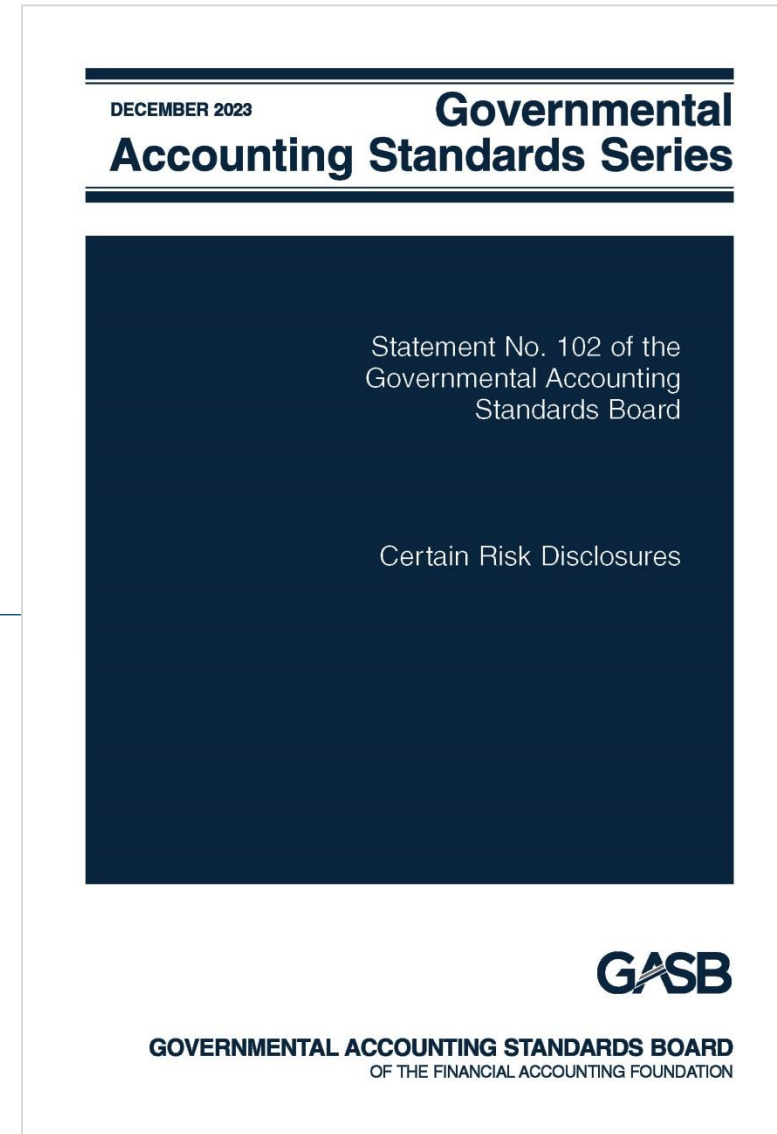 DECEMBER 2023
Governmental
Accounting Standards Series
Statement No. 102 of the
Governmental Accounting
Standards Board
Certain Risk Disclosures
GASB
GOVERNMENTAL ACCOUNTING STANDARDS BOARD
OF THE FINANCIAL ACCOUNTING FOUNDATION